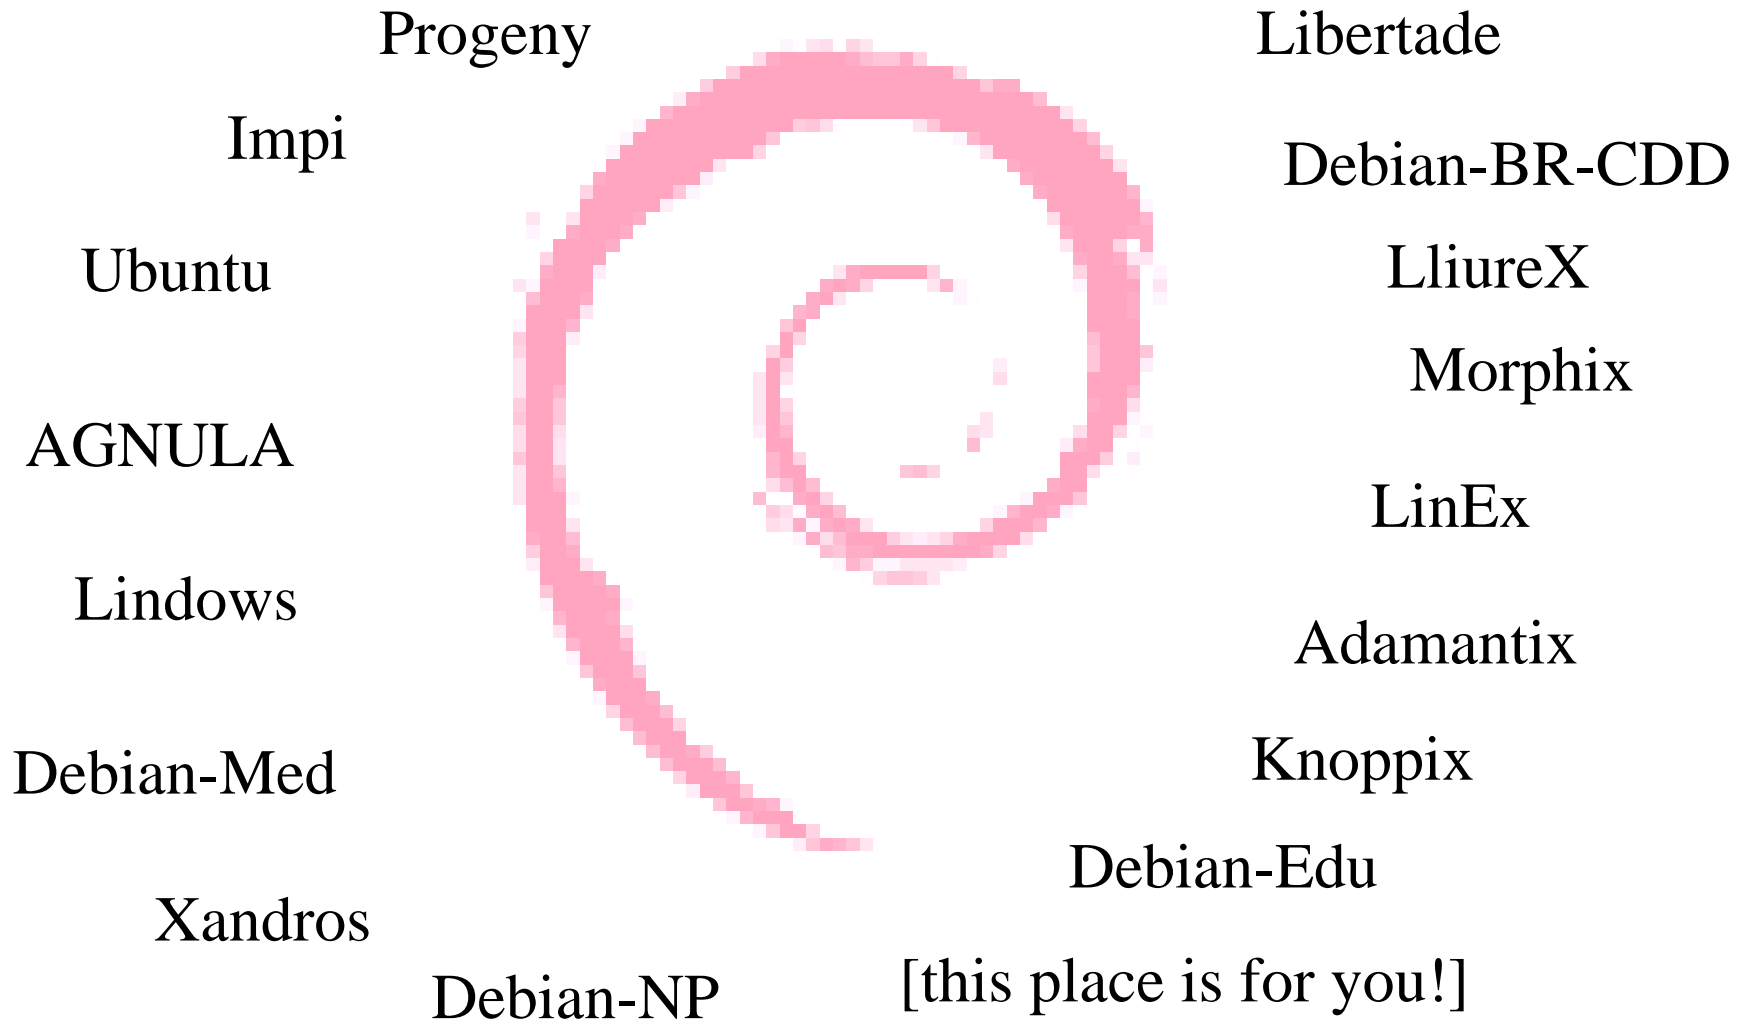 Progeny
Libertade
Impi
Debian-BR-CDD
Ubuntu
LliureX
Morphix
AGNULA
LinEx
Lindows
Adamantix
Debian-Med
Knoppix
Debian-Edu
Xandros
Debian-NP
[this place is for you!]